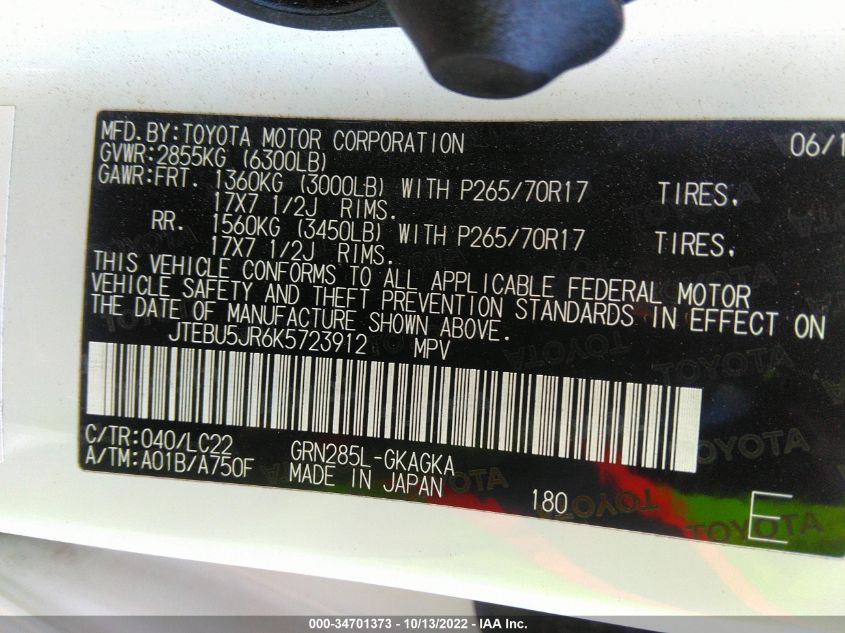 MFD.BY:TOYOTA MOTOR CORPORATION 06/1
GVWR:2855KG (6300LB)
GAWR:FRT. 1360KG (3000LB) WITH P265/70R17 TIRES,
17X7 1/2J RIMS.
RR. 1560KG (3450LB) WITH P265/70R17 TIRES,
17X7 1/2J RIMS.
THIS VEHICLE CONFORMS TO ALL APPLICABLE FEDERAL MOTOR
VEHICLE SAFETY AND THEFT PREVENTION STANDARDS IN EFFECT ON
THE DATE OF MANUFACTURE SHOWN ABOVE.
JTEBU5JR6K5723912 MPV
C/TR:040/LC22 GRN285L-GKAGKA
A/TM:A01B/A750F MADE IN JAPAN 180 E
TOYOTA
000-34701373 - 10/13/2022 - IAA Inc.